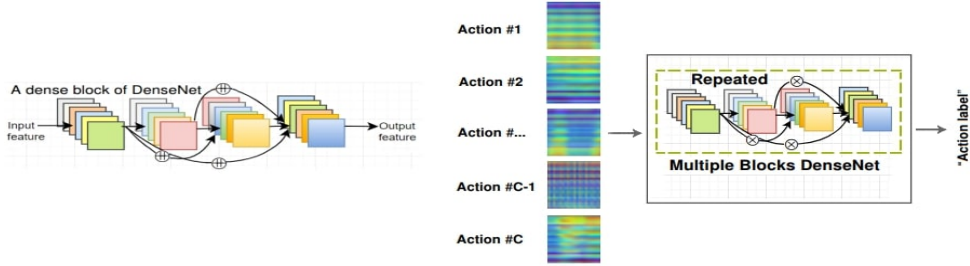 A dense block of DenseNet
Input
feature
Output
feature
Action #1
Action #2
Action #...
Action #C-1
Action #C
Repeated
Multiple Blocks DenseNet
"Action label"